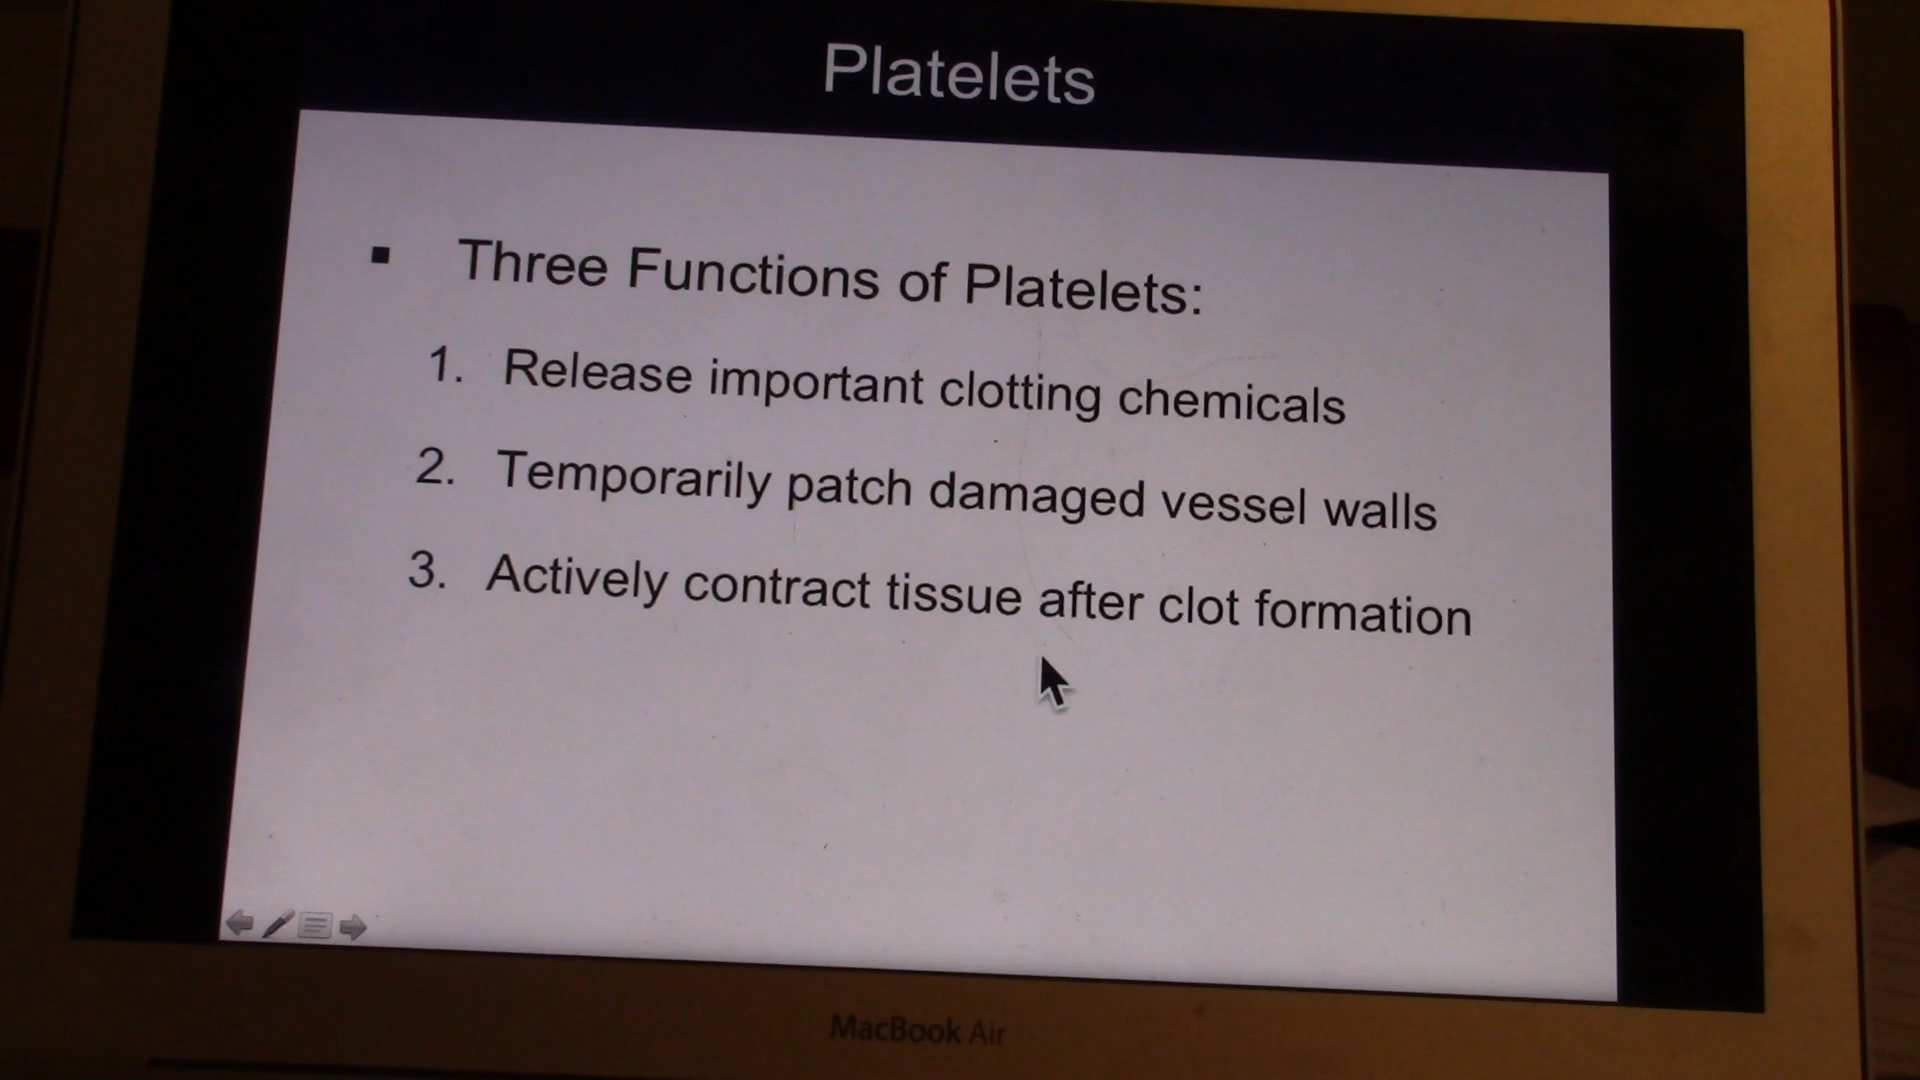 Platelets
▪ Three Functions of Platelets:
1. Release important clotting chemicals
2. Temporarily patch damaged vessel walls
3. Actively contract tissue after clot formation
MacBook Air